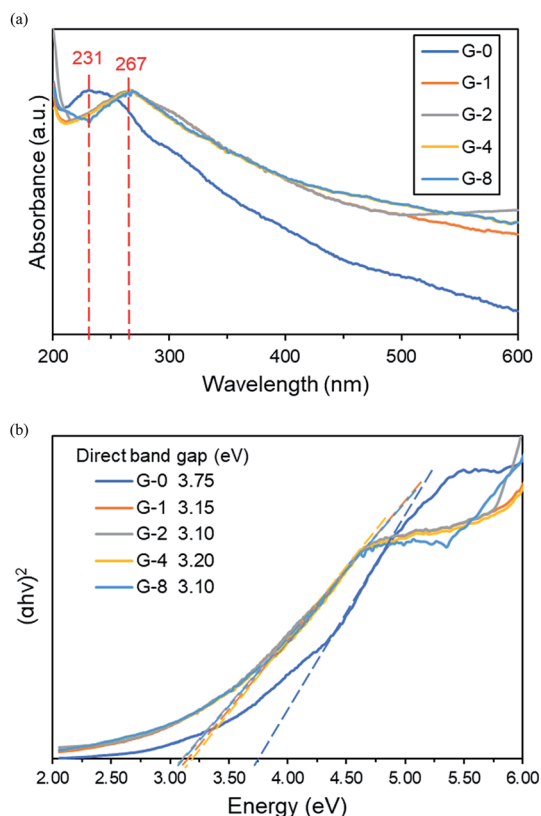 (a)
231
267
G-0
G-1
G-2
G-4
G-8
Absorbance (a.u.)
200
300
400
500
600
Wavelength (nm)
(b)
Direct band gap (eV)
G-0 3.75
G-1 3.15
G-2 3.10
G-4 3.20
G-8 3.10
(αhν)²
2.00
2.50
3.00
3.50
4.00
4.50
5.00
5.50
6.00
Energy (eV)